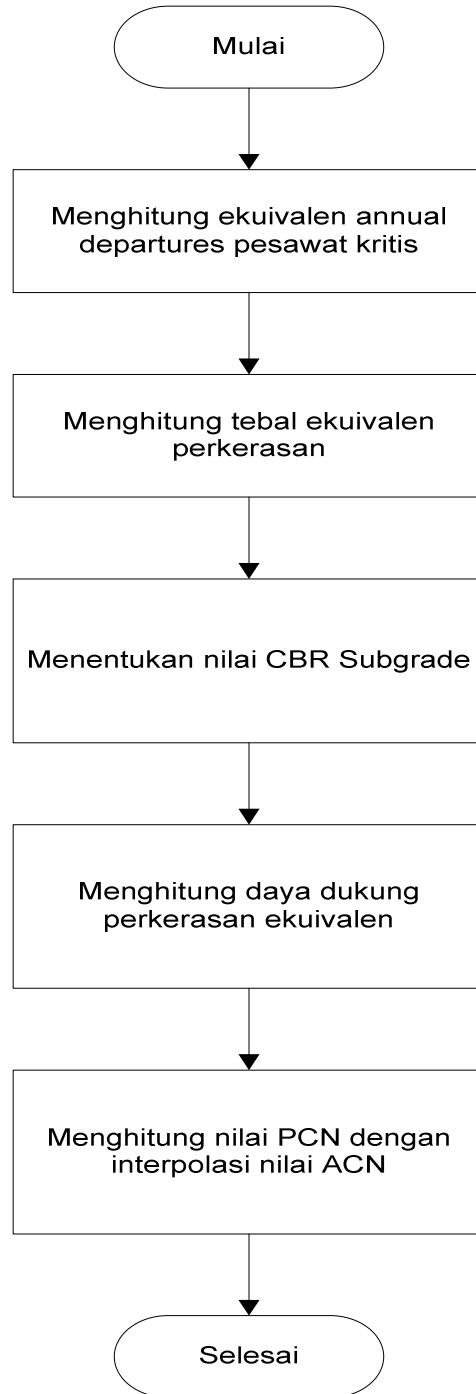 Mulai
Menghitung ekuivalen annual
departures pesawat kritis
Menghitung tebal ekuivalen
perkerasan
Menentukan nilai CBR Subgrade
Menghitung daya dukung
perkerasan ekuivalen
Menghitung nilai PCN dengan
interpolasi nilai ACN
Selesai